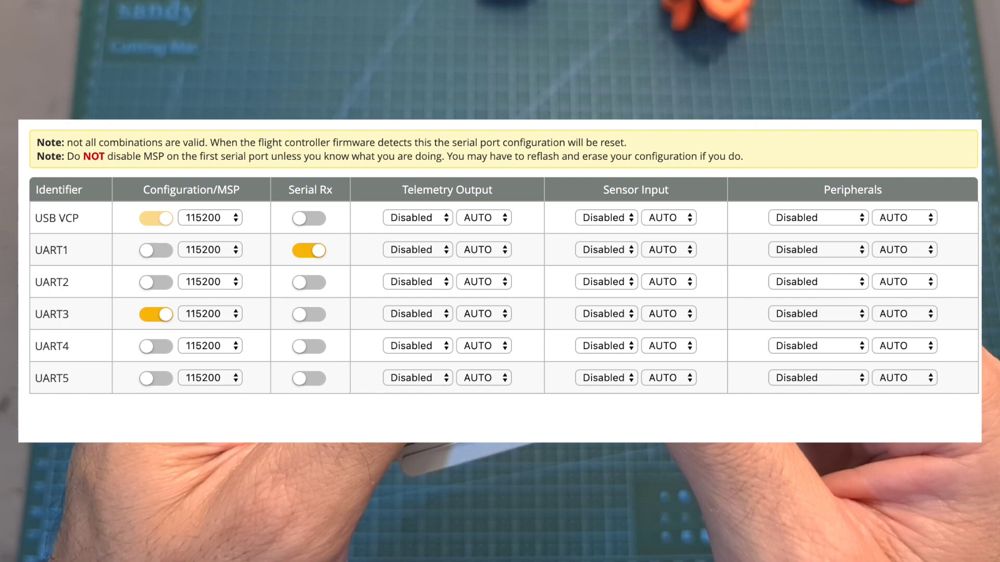 xandy
Cutting Mat
Note: not all combinations are valid. When the flight controller firmware detects this the serial port configuration will be reset.
Note: Do NOT disable MSP on the first serial port unless you know what you are doing. You may have to reflash and erase your configuration if you do.
Identifier Configuration/MSP Serial Rx Telemetry Output Sensor Input Peripherals
USB VCP 115200 Disabled AUTO Disabled AUTO Disabled AUTO
UART1 115200 Disabled AUTO Disabled AUTO Disabled AUTO
UART2 115200 Disabled AUTO Disabled AUTO Disabled AUTO
UART3 115200 Disabled AUTO Disabled AUTO Disabled AUTO
UART4 115200 Disabled AUTO Disabled AUTO Disabled AUTO
UART5 115200 Disabled AUTO Disabled AUTO Disabled AUTO